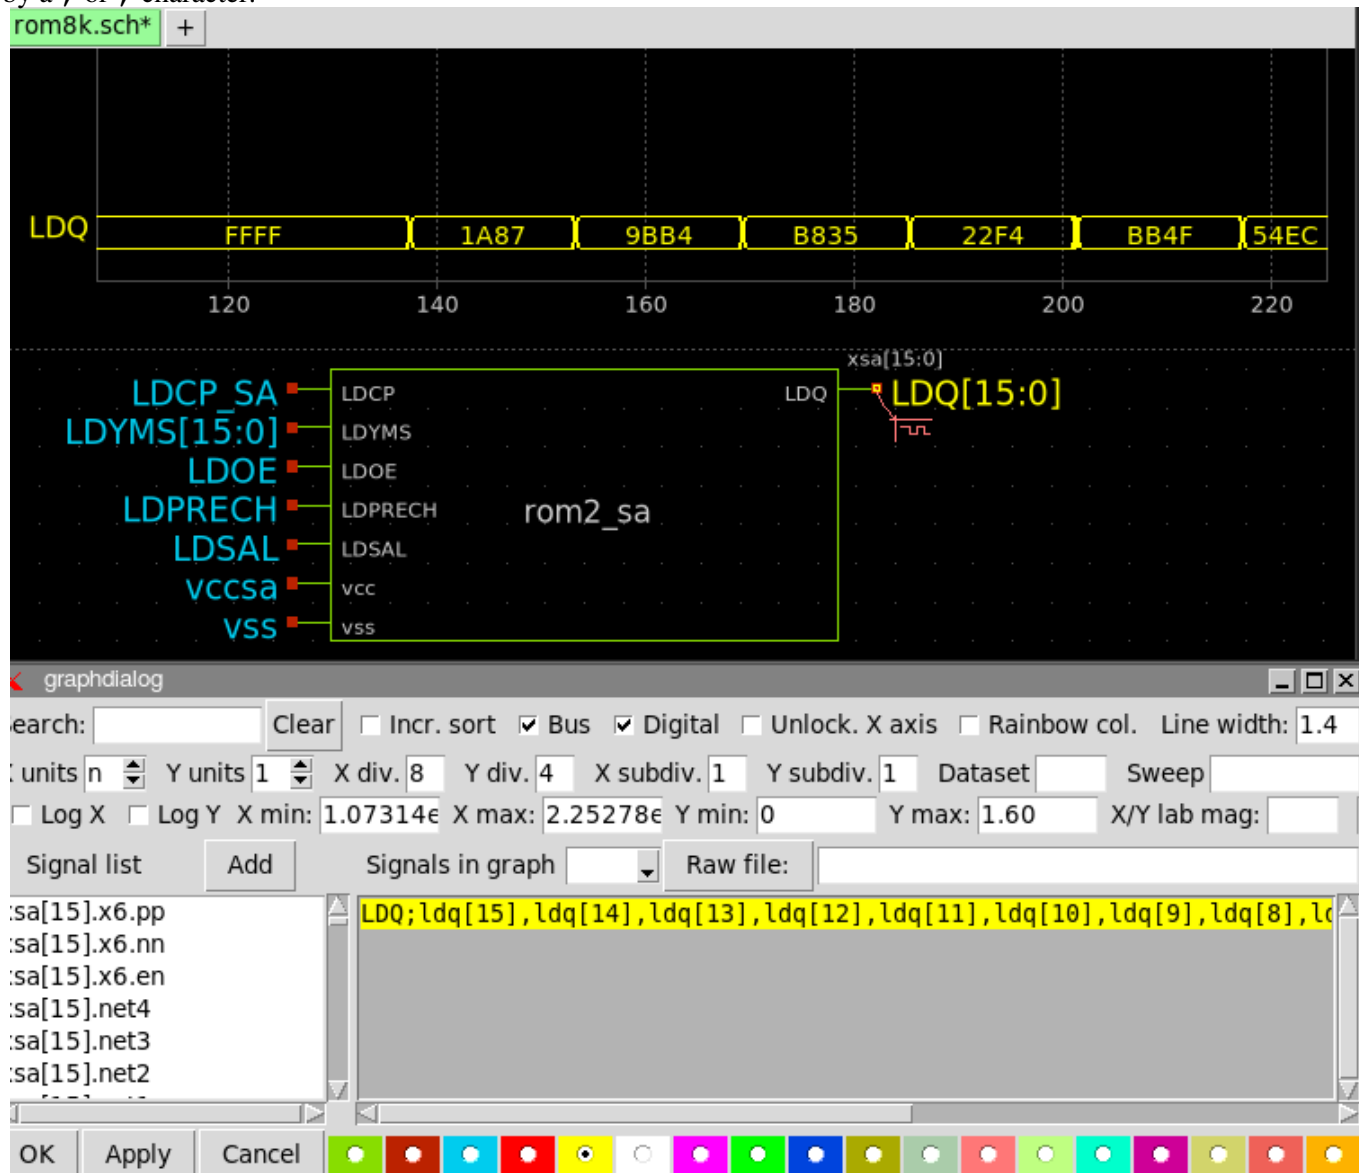 by a , or ; character.
rom8k.sch* +
LDQ FFFF 1A87 9BB4 B835 22F4 BB4F 54EC
120 140 160 180 200 220
xsa[15:0]
LDCP_SA LDCP LDQ LDQ[15:0]
LDYMS[15:0] LDYMS
LDOE LDOE
LDPRECH LDPRECH rom2_sa
LDSAL LDSAL
vccsa vcc
vss vss
graphdialog
earch: Clear Incr. sort Bus Digital Unlock. X axis Rainbow col. Line width: 1.4
units n Y units 1 X div. 8 Y div. 4 X subdiv. 1 Y subdiv. 1 Dataset Sweep
Log X Log Y X min: 1.07314e X max: 2.25278e Y min: 0 Y max: 1.60 X/Y lab mag:
Signal list Add Signals in graph Raw file:
sa[15].x6.pp LDQ;ldq[15],ldq[14],ldq[13],ldq[12],ldq[11],ldq[10],ldq[9],ldq[8],l
sa[15].x6.nn
sa[15].x6.en
sa[15].net4
sa[15].net3
sa[15].net2
OK Apply Cancel